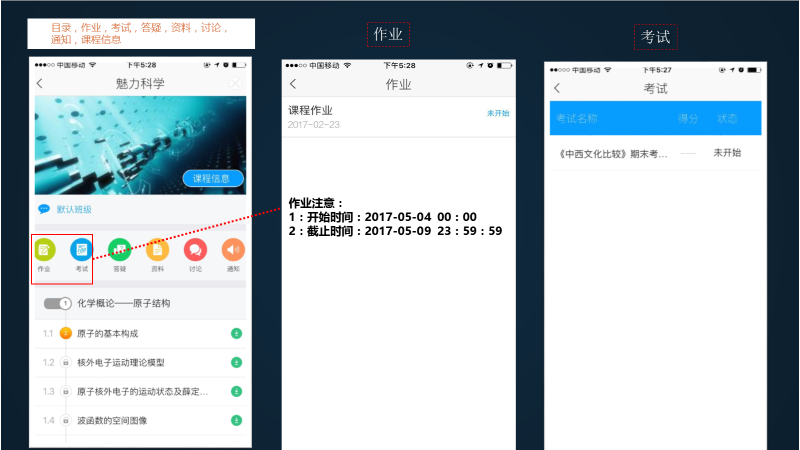 目录，作业，考试，答疑，资料，讨论，
通知，课程信息
中国移动
下午5:28
魅力科学
课程信息
默认班级
作业
考试
答疑
资料
讨论
通知
1
化学概论——原子结构
1.1 原子的基本构成
1.2 核外电子运动理论模型
1.3 原子核外电子的运动状态及薛定…
1.4 波函数的空间图像
作业
中国移动
下午5:28
作业
课程作业
未开始
2017-02-23
作业注意：
1：开始时间：2017-05-04 00：00
2：截止时间：2017-05-09 23：59：59
考试
中国移动
下午5:27
考试
考试名称 得分 状态
《中西文化比较》期末考… —— 未开始